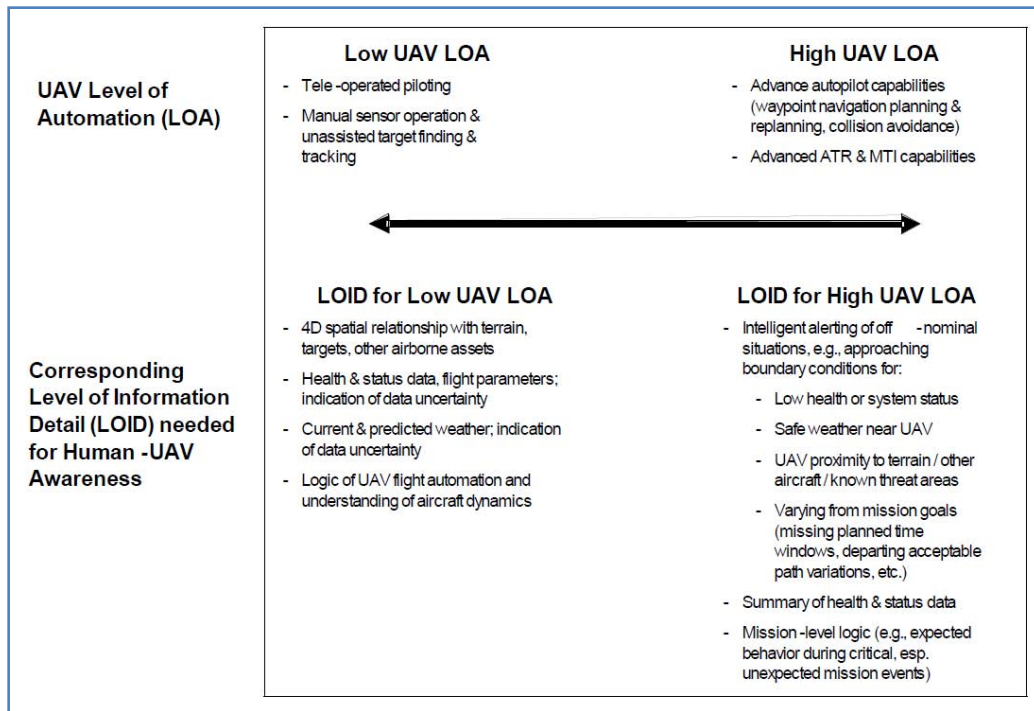 UAV Level of
Automation (LOA)
Low UAV LOA
- Tele -operated piloting
- Manual sensor operation &
unassisted target finding &
tracking
High UAV LOA
- Advance autopilot capabilities
(waypoint navigation planning &
replanning, collision avoidance)
- Advanced ATR & MTI capabilities
Corresponding
Level of Information
Detail (LOID) needed
for Human -UAV
Awareness
LOID for Low UAV LOA
- 4D spatial relationship with terrain,
targets, other airborne assets
- Health & status data, flight parameters;
indication of data uncertainty
- Current & predicted weather; indication
of data uncertainty
- Logic of UAV flight automation and
understanding of aircraft dynamics
LOID for High UAV LOA
- Intelligent alerting of off -nominal
situations, e.g., approaching
boundary conditions for:
- Low health or system status
- Safe weather near UAV
- UAV proximity to terrain / other
aircraft / known threat areas
- Varying from mission goals
(missing planned time
windows, departing acceptable
path variations, etc.)
- Summary of health & status data
- Mission -level logic (e.g., expected
behavior during critical, esp.
unexpected mission events)